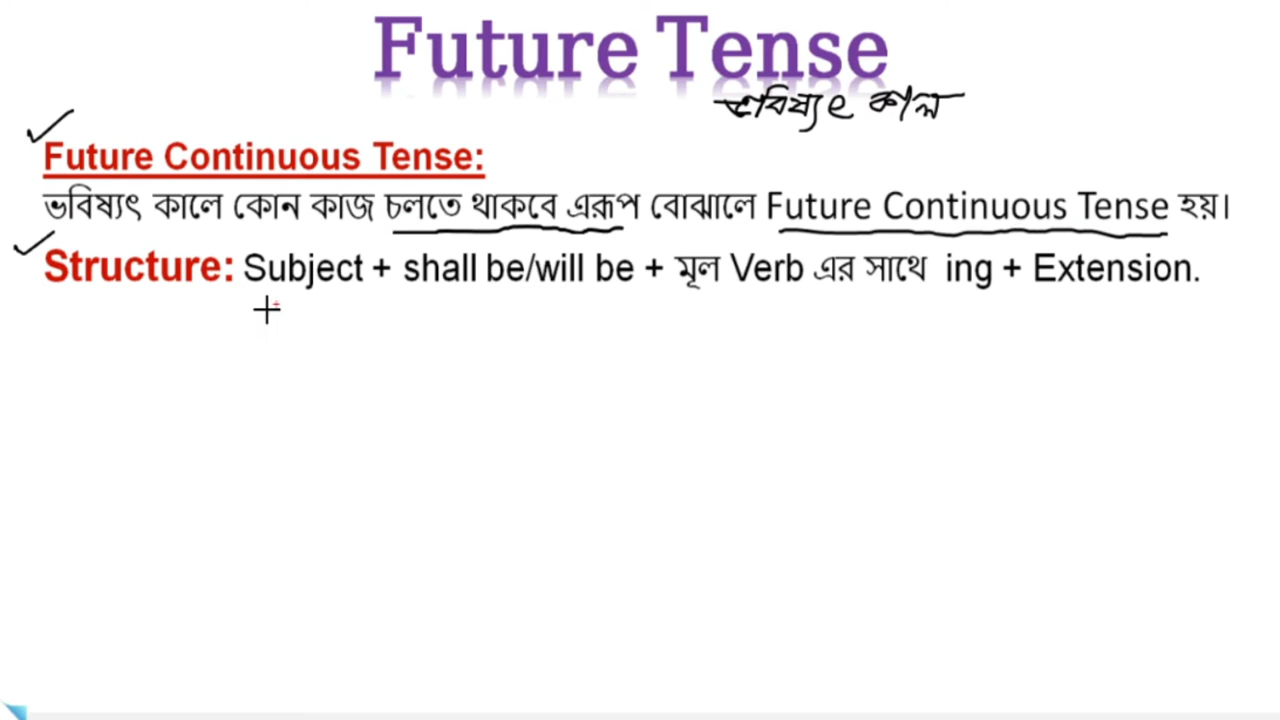 Future Tense
ভবিষ্যৎ কাল
Future Continuous Tense:
ভবিষ্যৎ কালে কোন কাজ চলতে থাকবে এরূপ বোঝালে Future Continuous Tense হয়।
Structure: Subject + shall be/will be + মূল Verb এর সাথে ing + Extension.